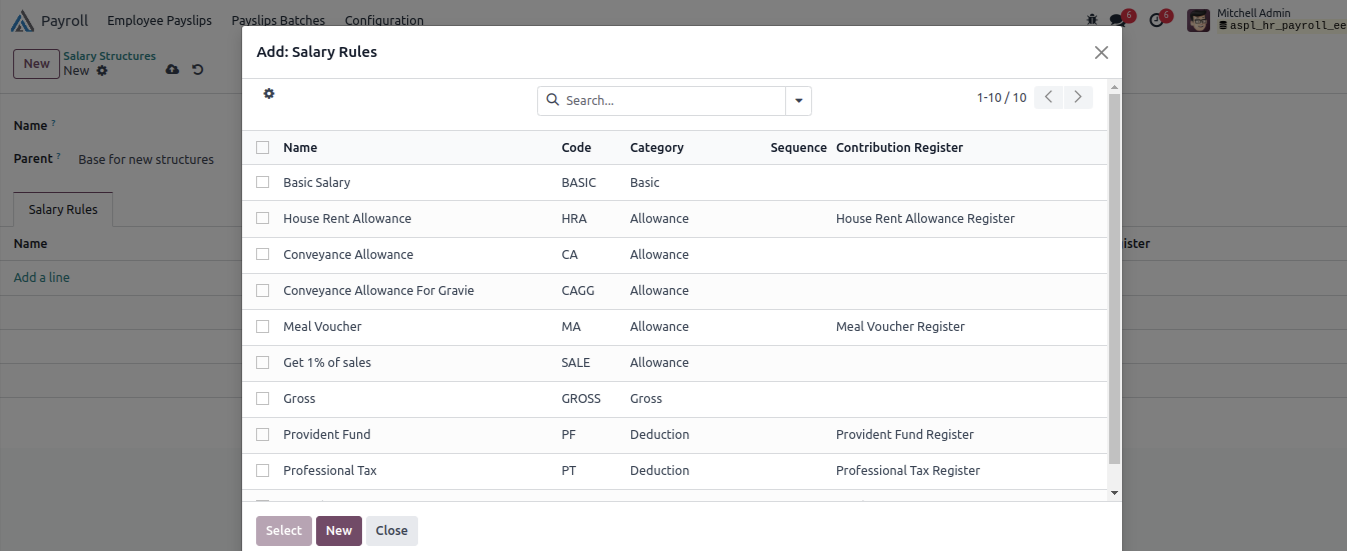 Payroll Employee Payslips Payslips Batches Configuration 6 6 Mitchell Admin
aspl_hr_payroll_ee
New Salary Structures
New
Add: Salary Rules
Search...
1-10 / 10
Name ?
Parent ? Base for new structures
Salary Rules
Name
Add a line
Name Code Category Sequence Contribution Register
Basic Salary BASIC Basic
House Rent Allowance HRA Allowance House Rent Allowance Register
Conveyance Allowance CA Allowance
Conveyance Allowance For Gravie CAGG Allowance
Meal Voucher MA Allowance Meal Voucher Register
Get 1% of sales SALE Allowance
Gross GROSS Gross
Provident Fund PF Deduction Provident Fund Register
Professional Tax PT Deduction Professional Tax Register
Select New Close